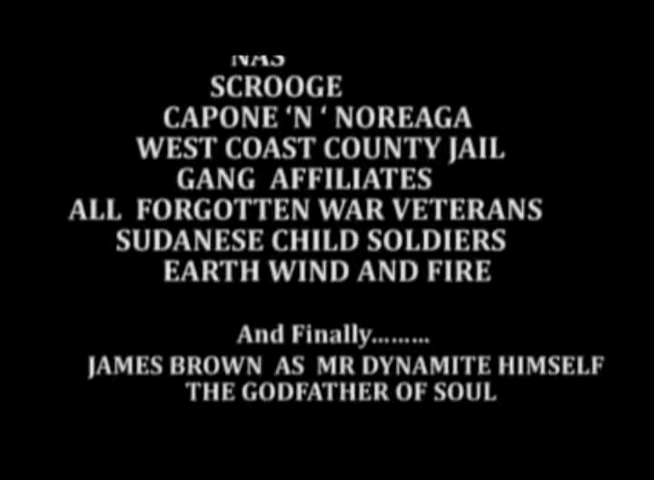 NAS
SCROOGE
CAPONE ‘N ‘ NOREAGA
WEST COAST COUNTY JAIL
GANG AFFILIATES
ALL FORGOTTEN WAR VETERANS
SUDANESE CHILD SOLDIERS
EARTH WIND AND FIRE
And Finally.........
JAMES BROWN AS MR DYNAMITE HIMSELF
THE GODFATHER OF SOUL